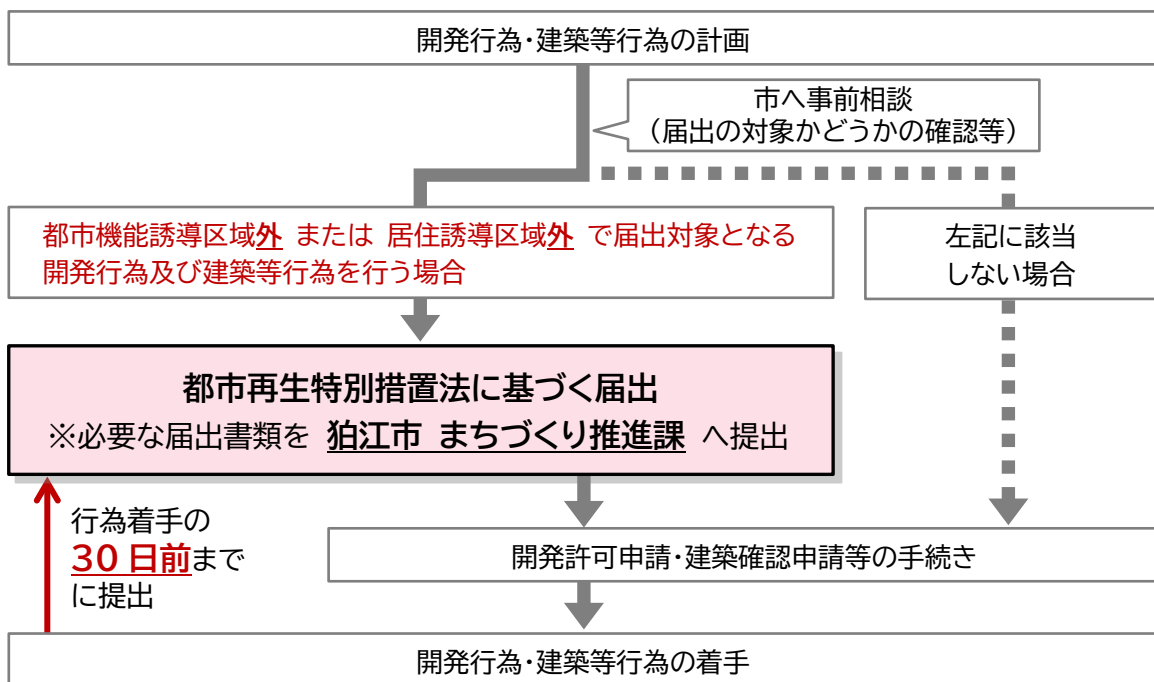 開発行為・建築等行為の計画
市へ事前相談
（届出の対象かどうかの確認等）
都市機能誘導区域外 または 居住誘導区域外 で届出対象となる
開発行為及び建築等行為を行う場合
左記に該当
しない場合
都市再生特別措置法に基づく届出
※必要な届出書類を 狛江市 まちづくり推進課 へ提出
行為着手の
30日前まで
に提出
開発許可申請・建築確認申請等の手続き
開発行為・建築等行為の着手